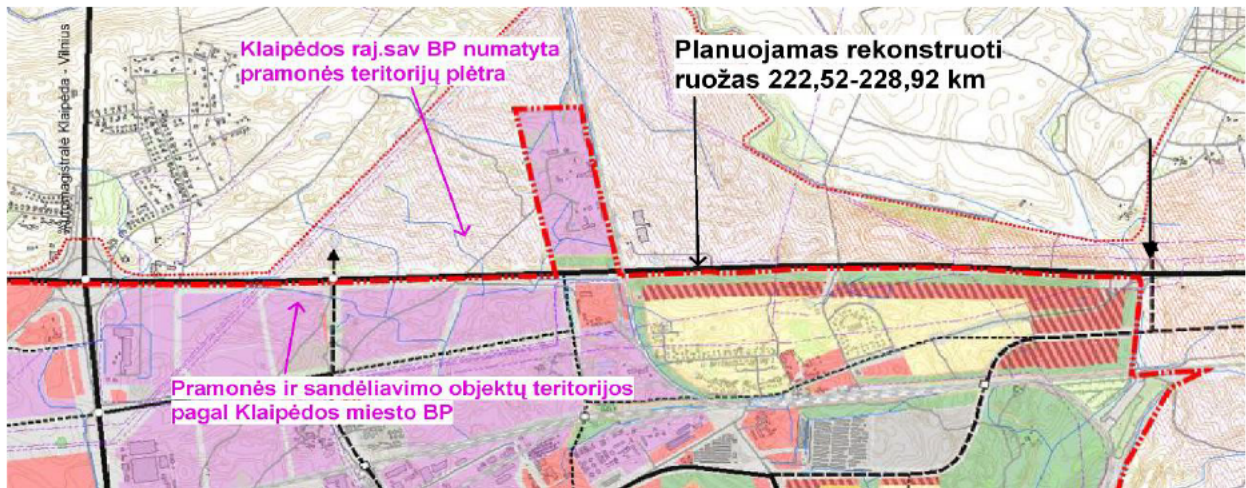 Klaipėdos raj.sav BP numatyta
pramonės teritorijų plėtra
Planuojamas rekonstruoti
ruožas 222,52-228,92 km
Automagistralė Klaipėda - Vilnius
Pramonės ir sandėliavimo objektų teritorijos
pagal Klaipėdos miesto BP